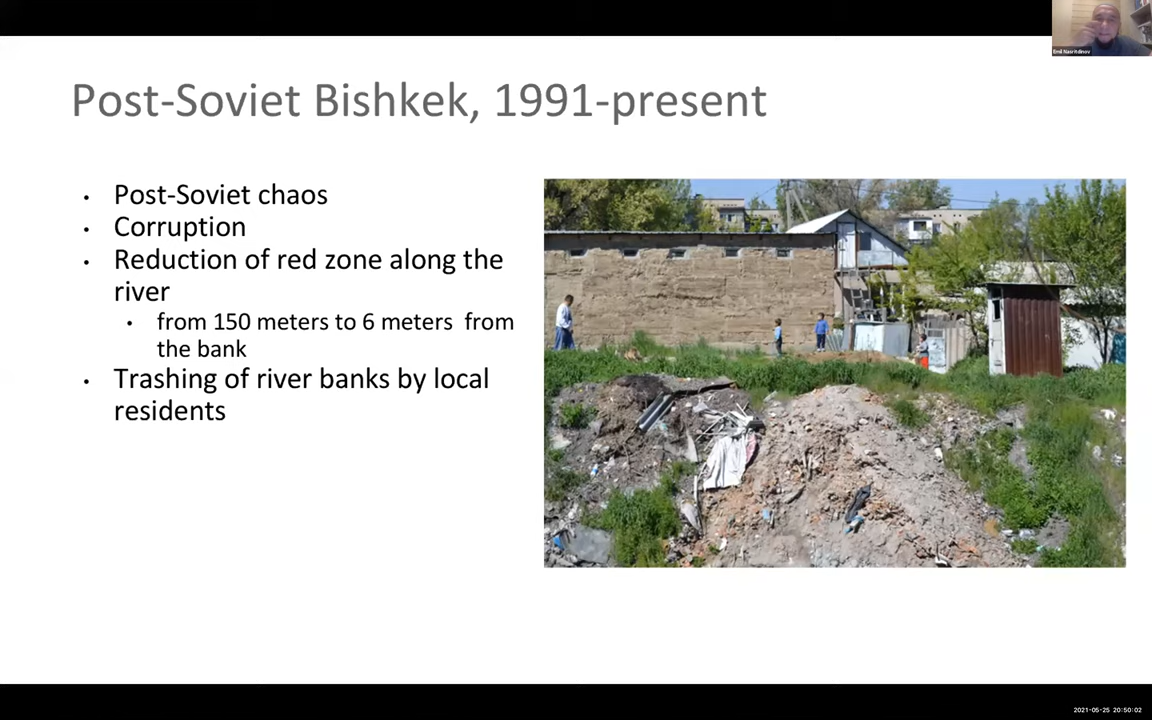 Emil Nasritdinov
Post-Soviet Bishkek, 1991-present
• Post-Soviet chaos
• Corruption
• Reduction of red zone along the
river
• from 150 meters to 6 meters from
the bank
• Trashing of river banks by local
residents
2021-05-25 20:50:02